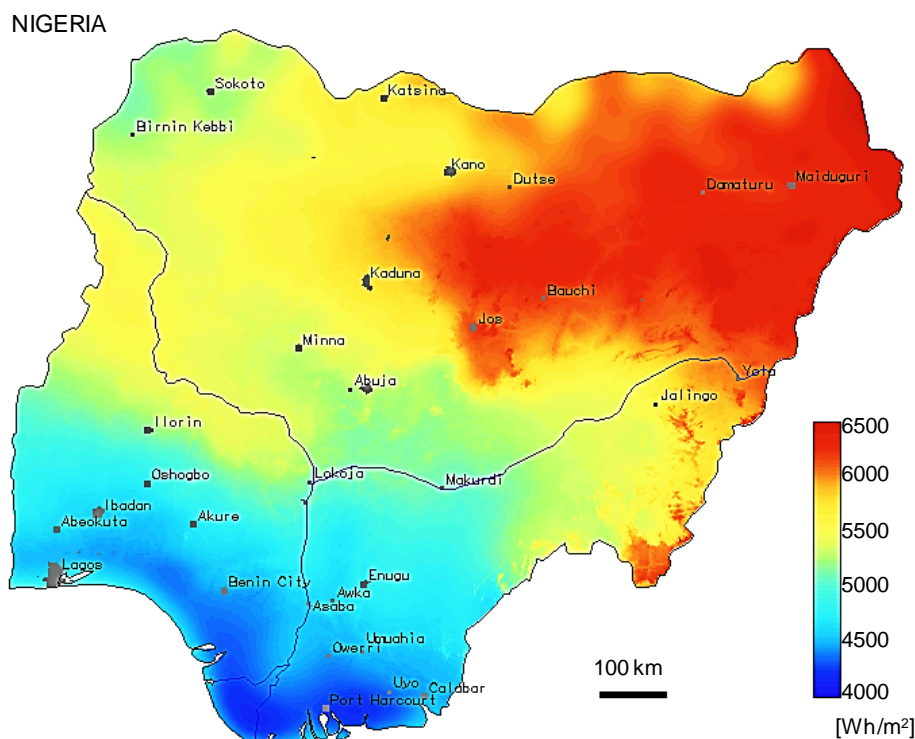 NIGERIA
Sokoto
Katsina
Birnin Kebbi
Kano
Dutse
Damaturu
Maiduguri
Kaduna
Bauchi
Jos
Minna
Abuja
Yola
Jalingo
Ilorin
Lokoja
Makurdi
Oshogbo
Ibadan
Abeokuta
Akure
Lagos
Benin City
Enugu
Awka
Asaba
Umuahia
Owerri
Uyo
Calabar
Port Harcourt
100 km
6500
6000
5500
5000
4500
4000
[Wh/m²]